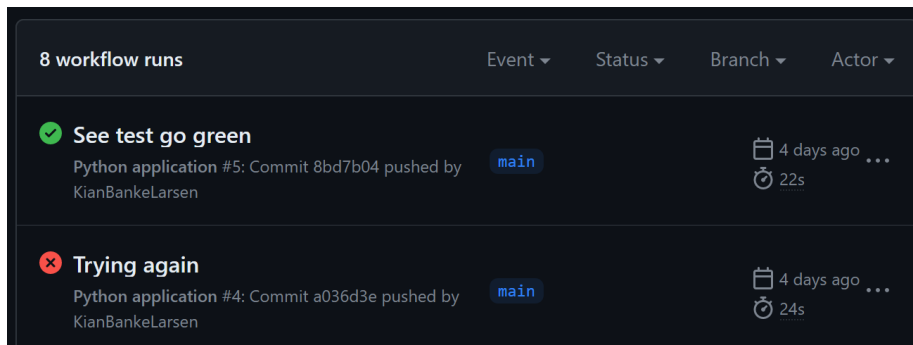 8 workflow runs Event Status Branch Actor
See test go green
Python application #5: Commit 8bd7b04 pushed by
KianBankeLarsen
main
4 days ago
22s
Trying again
Python application #4: Commit a036d3e pushed by
KianBankeLarsen
main
4 days ago
24s